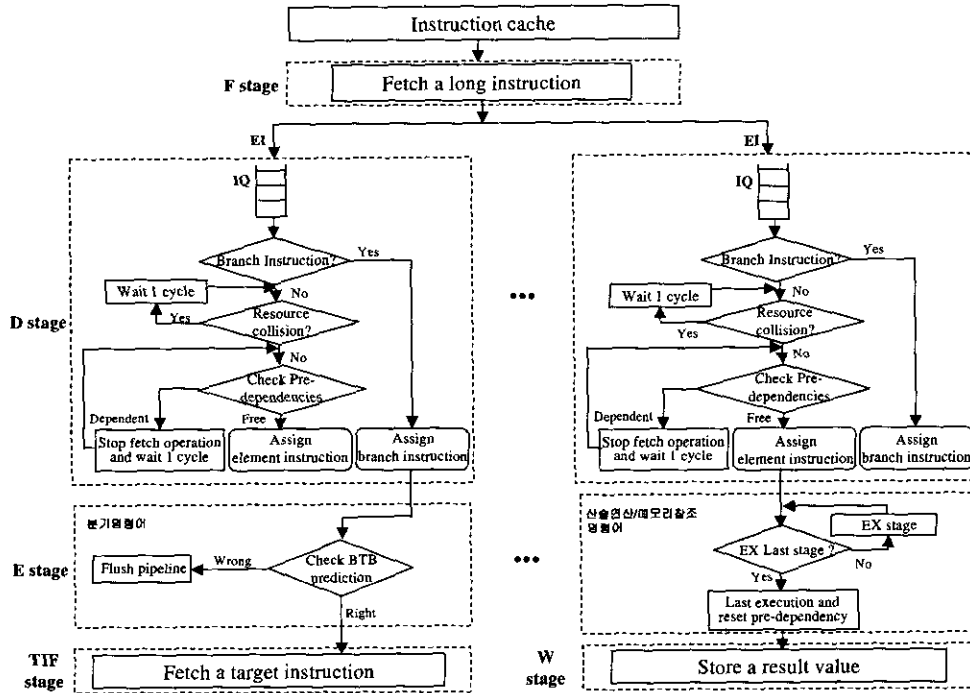 Instruction cache
F stage
Fetch a long instruction
EI
EI
IQ
IQ
Branch Instruction?
Yes
Branch Instruction?
Yes
Wait 1 cycle
No
Wait 1 cycle
No
D stage
Yes
Resource
collision?
Yes
Resource
collision?
No
No
Check Pre-
dependencies
Check Pre-
dependencies
Dependent
Free
Dependent
Free
Stop fetch operation
and wait 1 cycle
Assign
element instruction
Assign
branch instruction
Stop fetch operation
and wait 1 cycle
Assign
element instruction
Assign
branch instruction
E stage
분기명령어
Flush pipeline
Wrong
Check BTB
prediction
Right
산술연산/메모리참조
명령어
EX stage
EX Last stage ?
No
Yes
Last execution and
reset pre-dependency
TIF
stage
Fetch a target instruction
W
stage
Store a result value